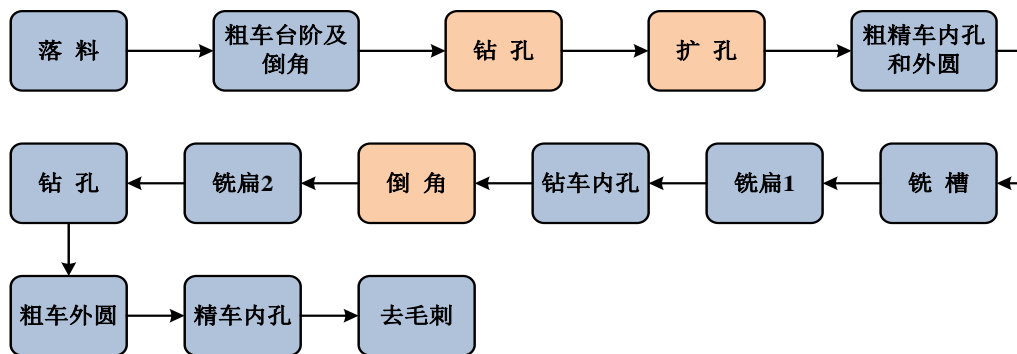 落 料
粗车台阶及
倒角
钻 孔
扩 孔
粗精车内孔
和外圆
铣 槽
铣扁1
钻车内孔
倒 角
铣扁2
钻 孔
粗车外圆
精车内孔
去毛刺